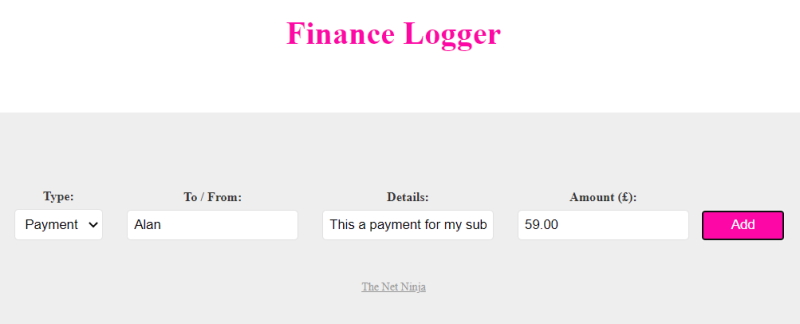 Finance Logger
Type: To / From: Details: Amount (£):
Payment Alan This a payment for my sub 59.00 Add
The Net Ninja